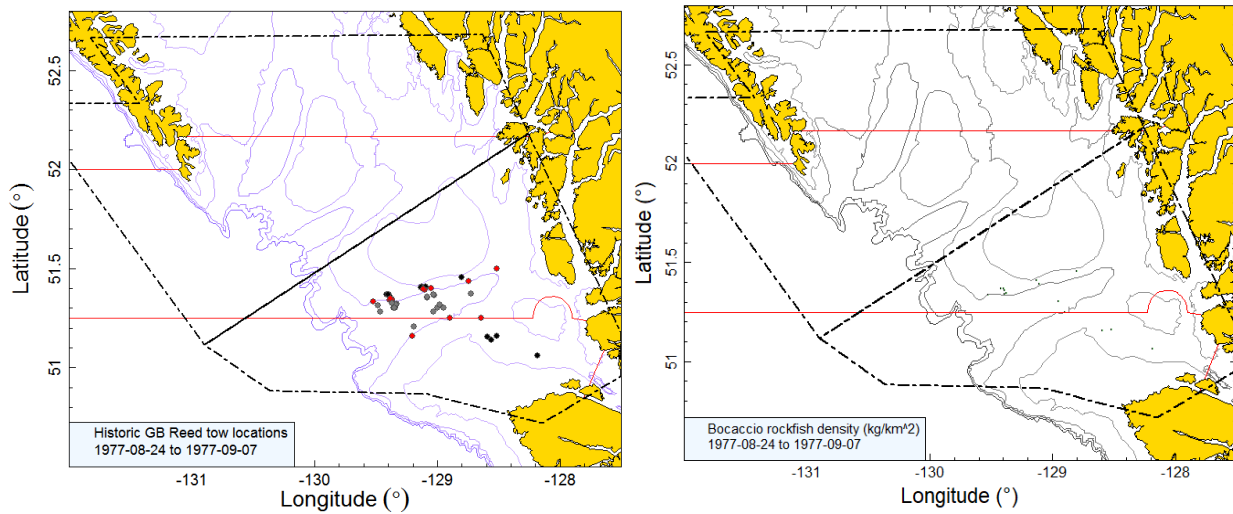 52.5
52
51.5
51
Latitude (°)
-131
-130
-129
-128
Longitude (°)
Historic GB Reed tow locations
1977-08-24 to 1977-09-07
52.5
52
51.5
51
Latitude (°)
-131
-130
-129
-128
Longitude (°)
Bocaccio rockfish density (kg/km^2)
1977-08-24 to 1977-09-07